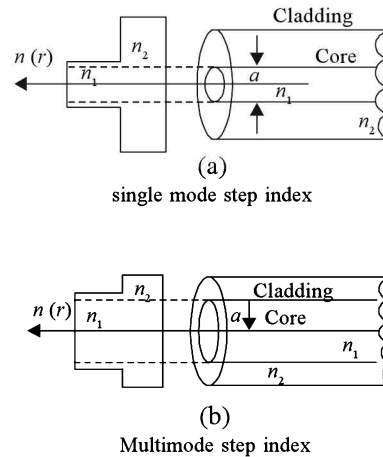 Cladding
n₂
Core
n (r)
n₁
a
n₁
n₂
(a)
single mode step index
n₂
Cladding
n (r)
a
Core
n₁
n₁
n₂
(b)
Multimode step index